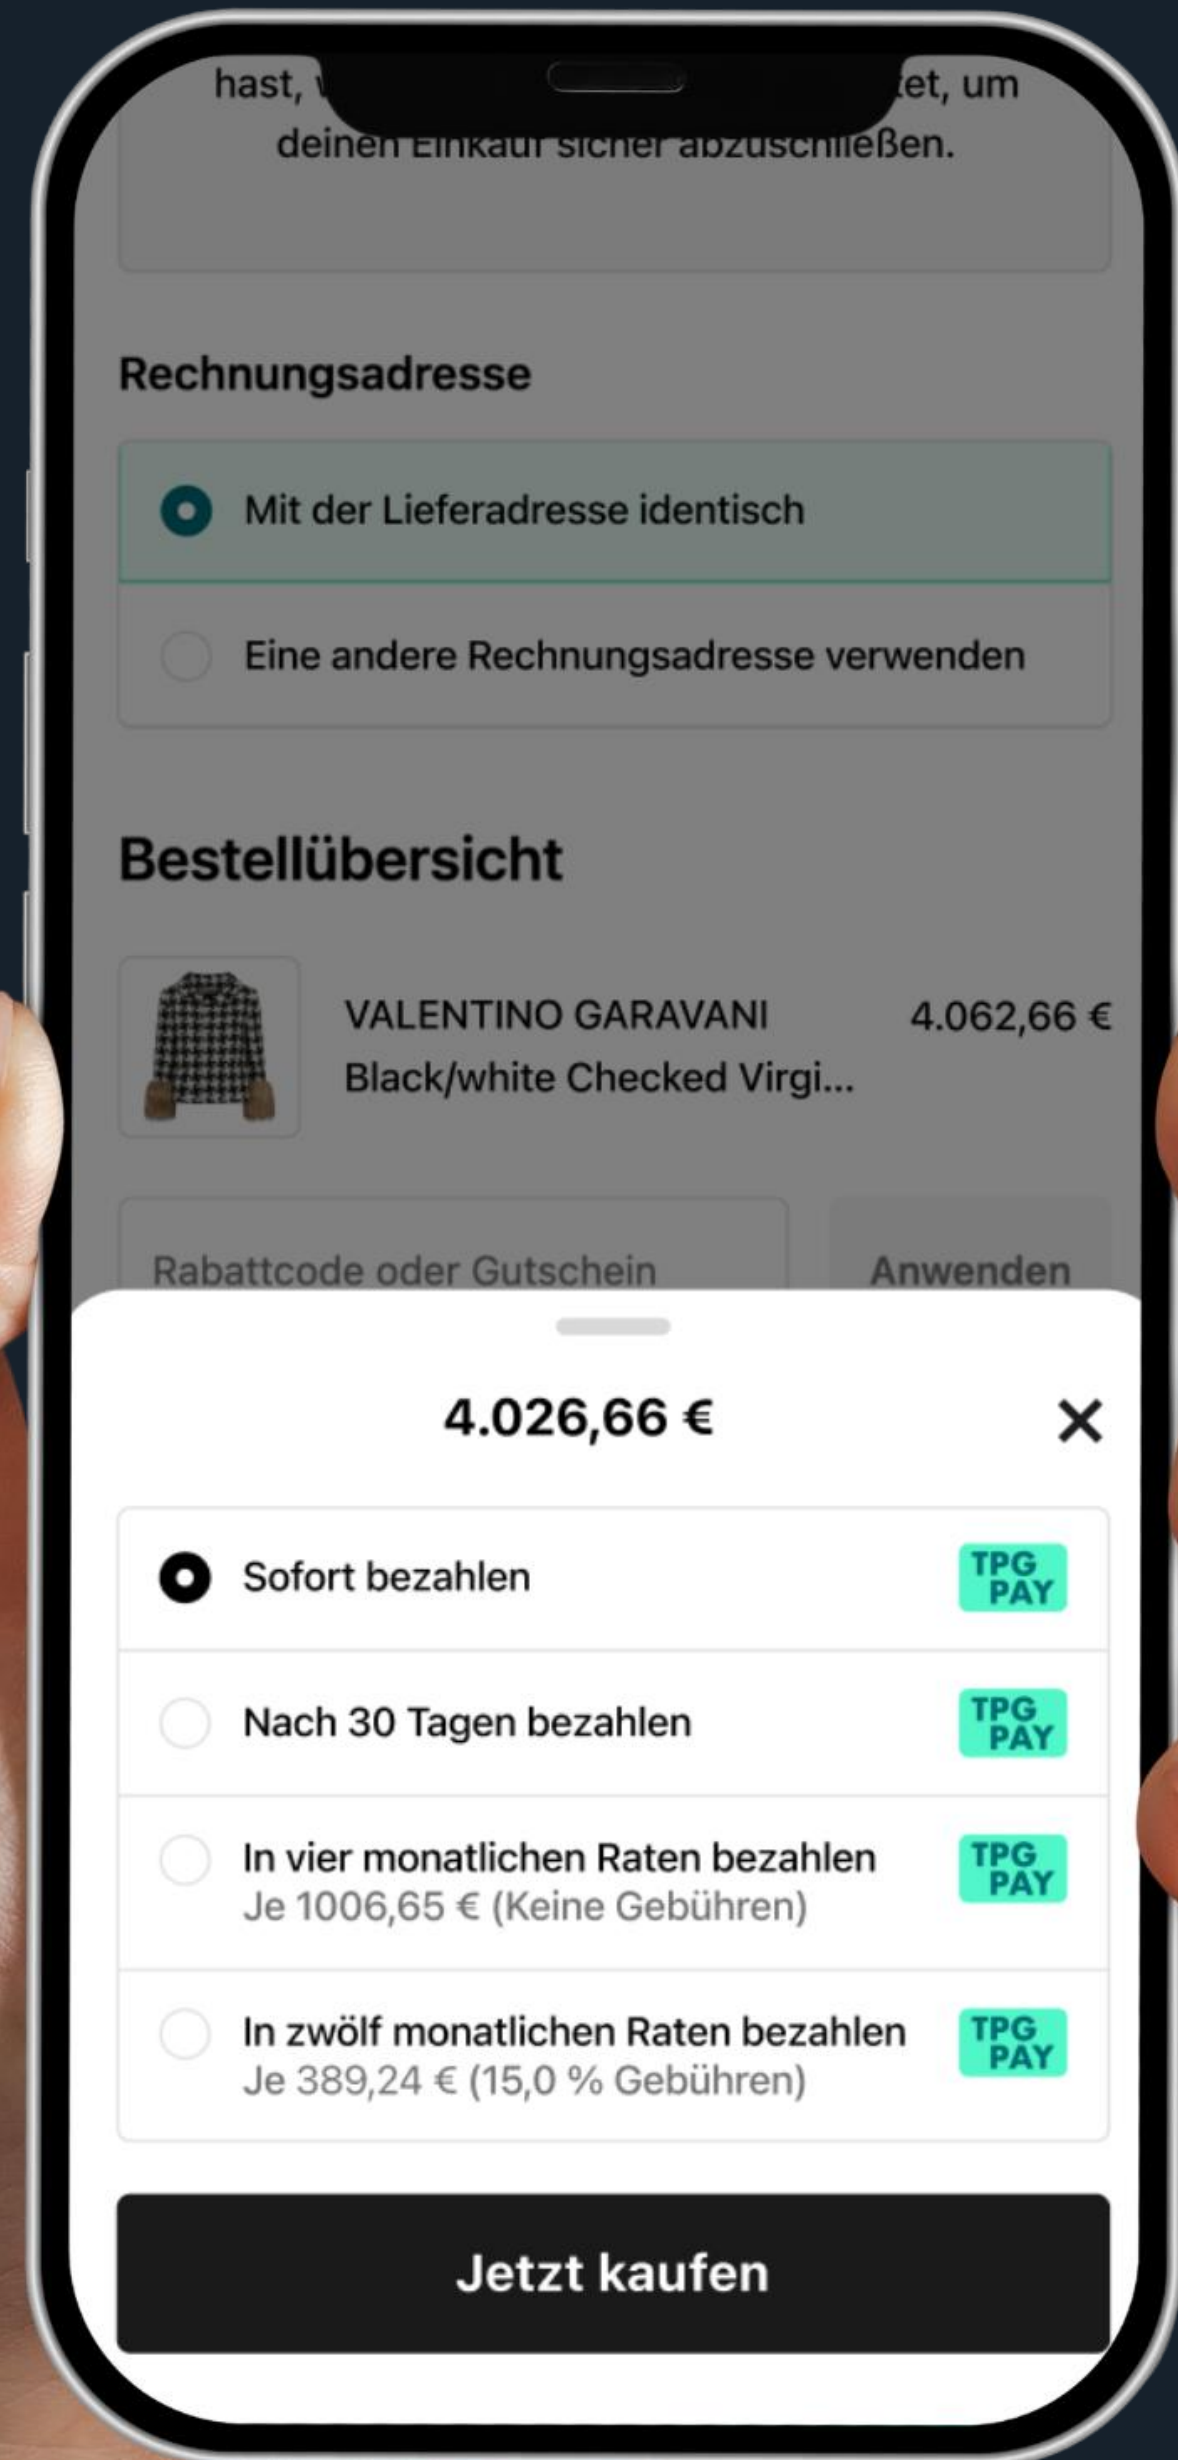 hast,
um
deinen Einkauf sicher abzuschließen.
Rechnungsadresse
Mit der Lieferadresse identisch
Eine andere Rechnungsadresse verwenden
Bestellübersicht
VALENTINO GARAVANI 4.062,66 €
Black/white Checked Virgi...
Rabattcode oder Gutschein Anwenden
4.026,66 €
Sofort bezahlen
TPG
PAY
Nach 30 Tagen bezahlen
TPG
PAY
In vier monatlichen Raten bezahlen
Je 1006,65 € (Keine Gebühren)
TPG
PAY
In zwölf monatlichen Raten bezahlen
Je 389,24 € (15,0 % Gebühren)
TPG
PAY
Jetzt kaufen